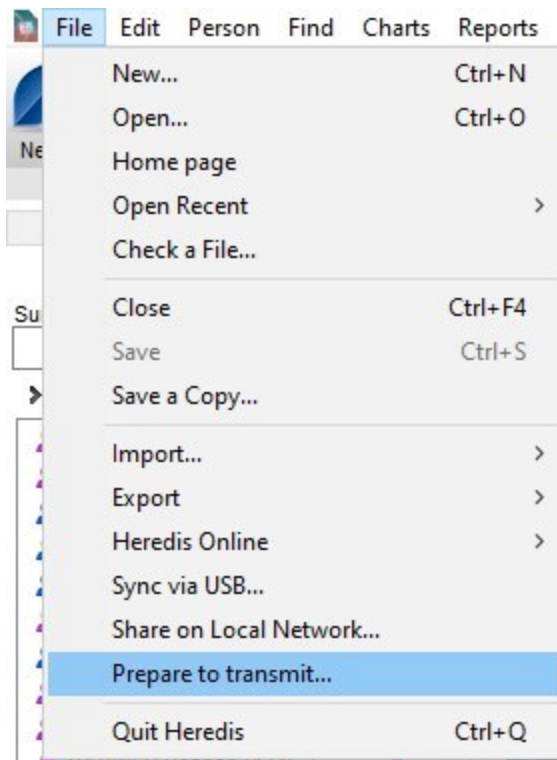 File Edit Person Find Charts Reports
New... Ctrl+N
Open... Ctrl+O
Ne
Home page
Open Recent
Check a File...
Su
Close Ctrl+F4
Save Ctrl+S
Save a Copy...
Import...
Export
Heredis Online
Sync via USB...
Share on Local Network...
Prepare to transmit...
Quit Heredis Ctrl+Q